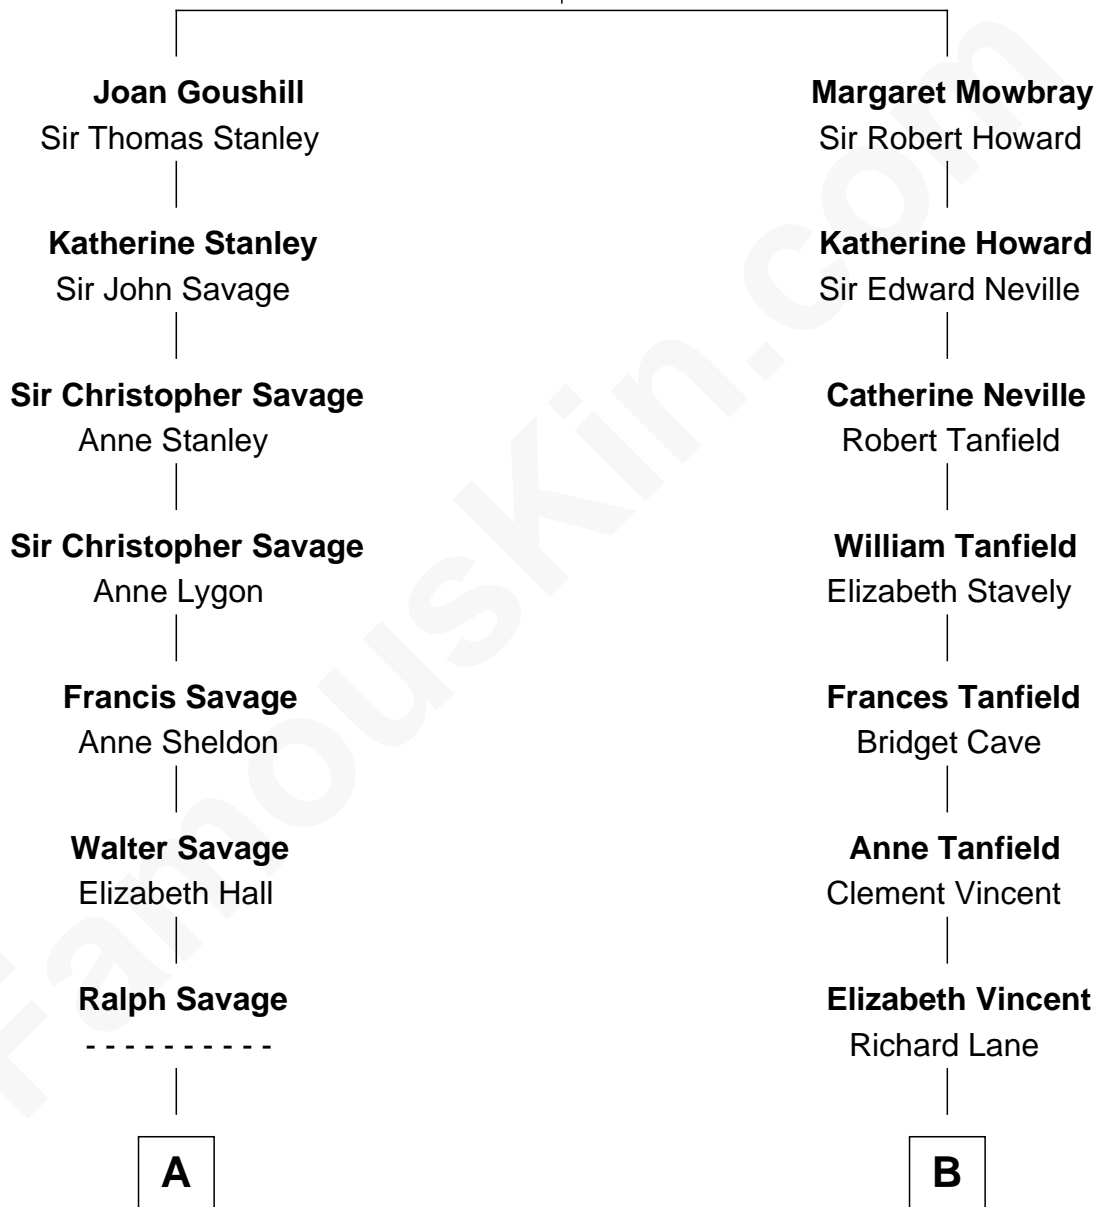 Joan Goushill
Sir Thomas Stanley
Katherine Stanley
Sir John Savage
Sir Christopher Savage
Anne Stanley
Sir Christopher Savage
Anne Lygon
Francis Savage
Anne Sheldon
Walter Savage
Elizabeth Hall
Ralph Savage
- - - - - - - - - -
A
Margaret Mowbray
Sir Robert Howard
Katherine Howard
Sir Edward Neville
Catherine Neville
Robert Tanfield
William Tanfield
Elizabeth Stavely
Frances Tanfield
Bridget Cave
Anne Tanfield
Clement Vincent
Elizabeth Vincent
Richard Lane
B
FamousKin.com